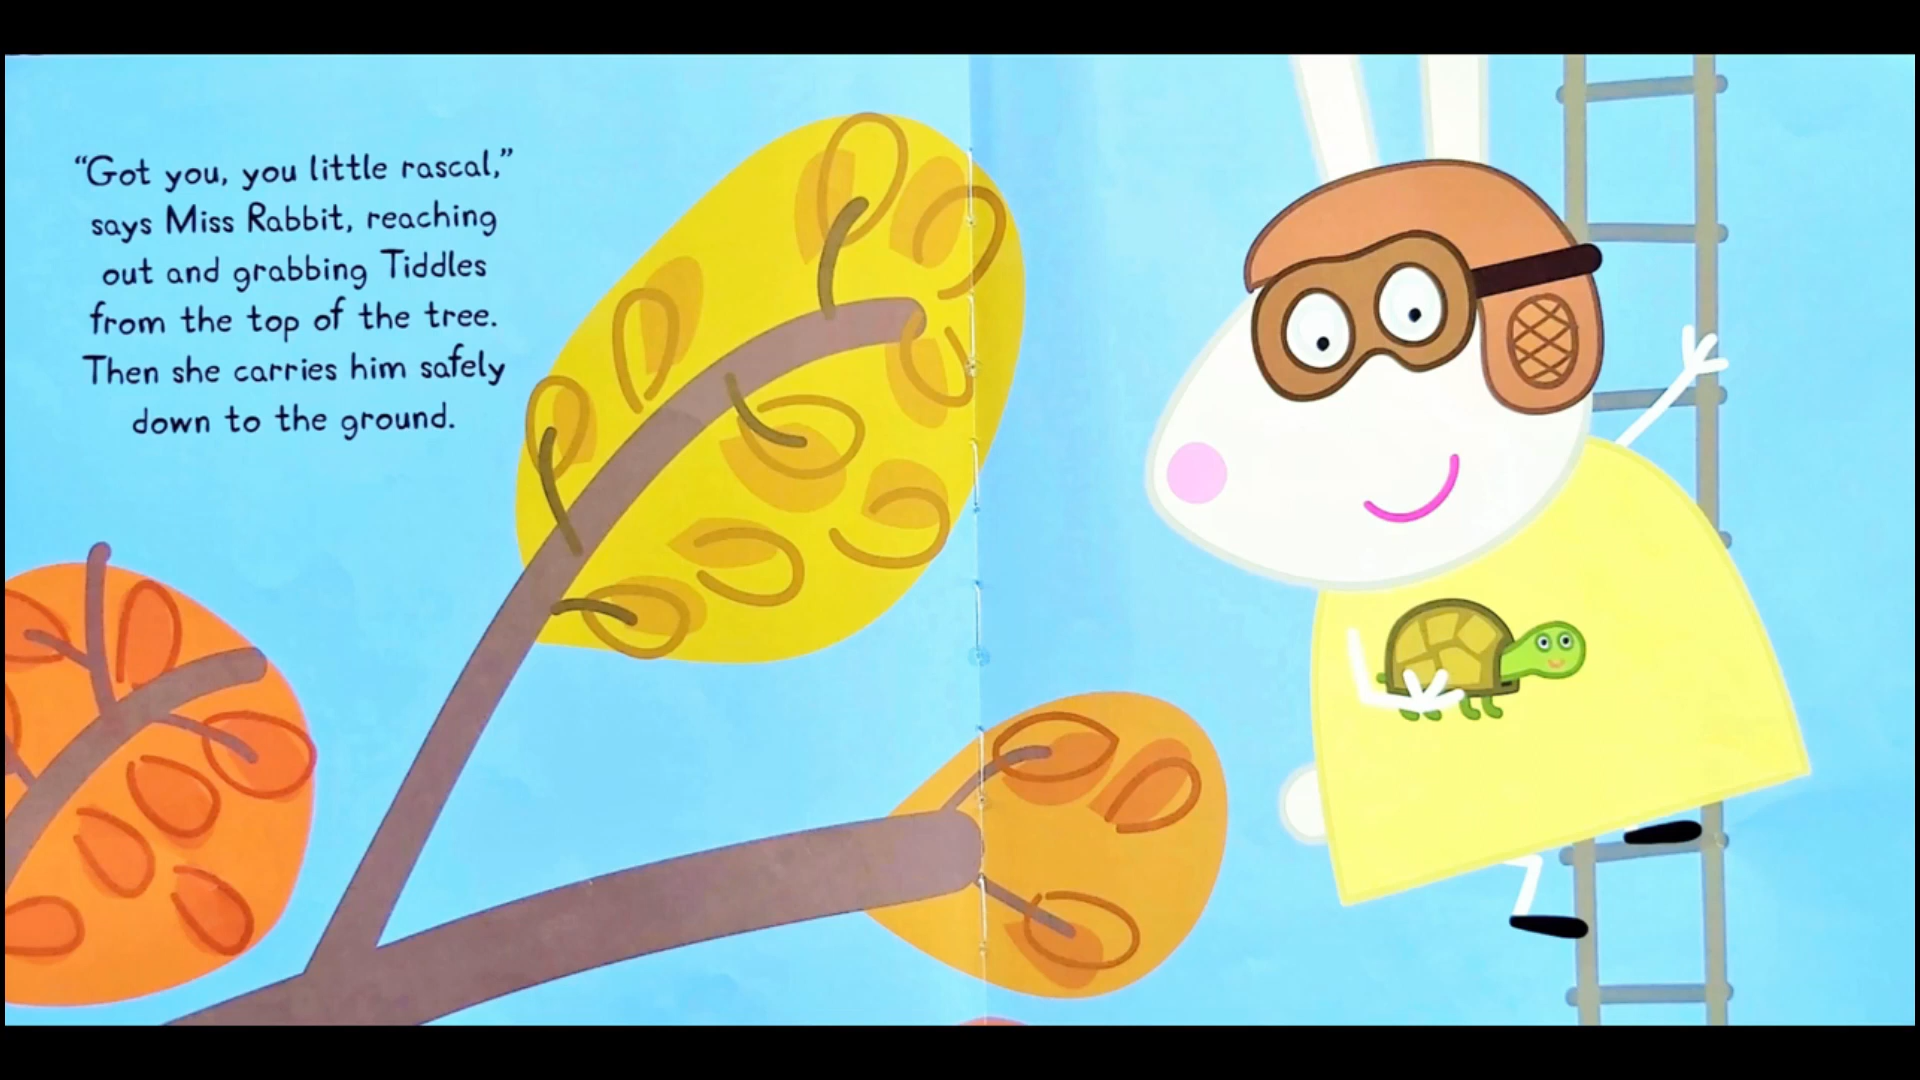 “Got you, you little rascal,”
says Miss Rabbit, reaching
out and grabbing Tiddles
from the top of the tree.
Then she carries him safely
down to the ground.